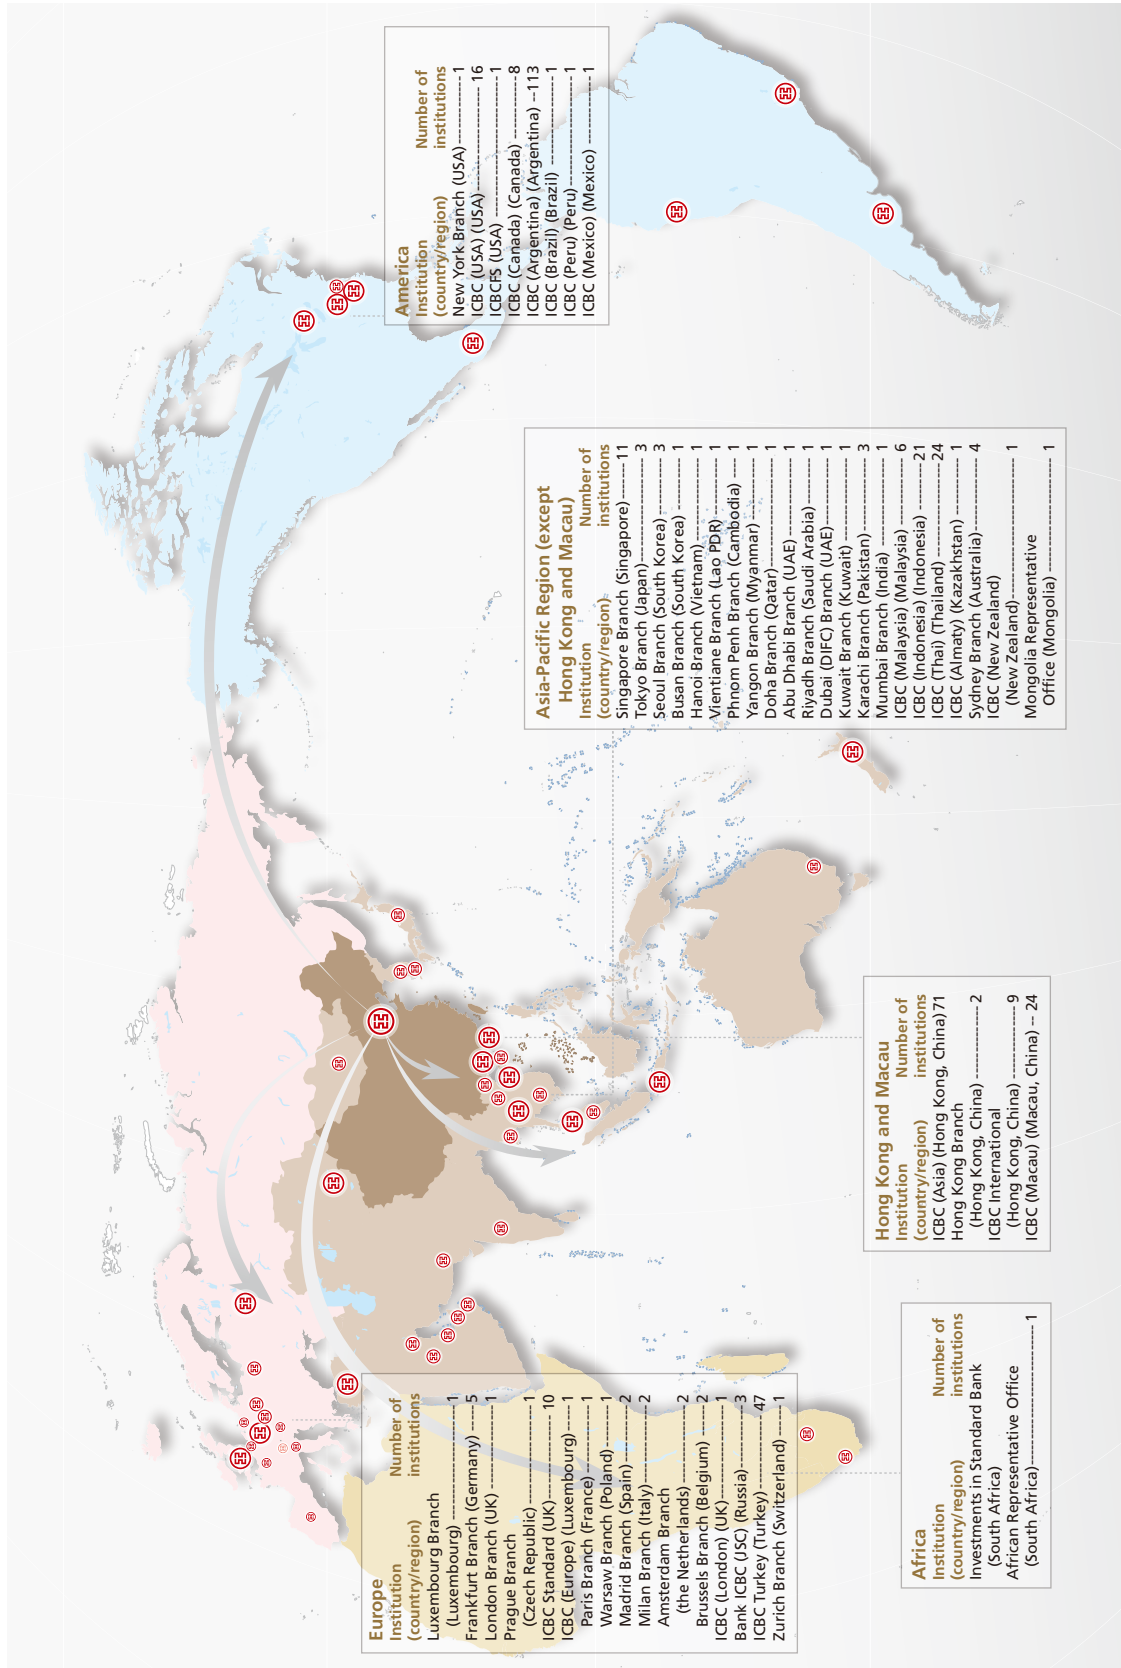 Europe
Institution Number of
(country/region) institutions
Luxembourg Branch
(Luxembourg) ---------------- 1
Frankfurt Branch (Germany) ---- 5
London Branch (UK) ------------ 1
Prague Branch
(Czech Republic) -------------- 1
ICBC Standard (UK) ---------- 10
ICBC (Europe) (Luxembourg) ---- 1
Paris Branch (France) --------- 1
Warsaw Branch (Poland) -------- 1
Madrid Branch (Spain) --------- 2
Milan Branch (Italy) ---------- 2
Amsterdam Branch
(the Netherlands) ------------- 2
Brussels Branch (Belgium) ----- 2
ICBC (London) (UK) ------------ 1
Bank ICBC (JSC) (Russia) ------ 3
ICBC Turkey (Turkey) --------- 47
Zurich Branch (Switzerland) --- 1
Africa
Institution Number of
(country/region) institutions
Investments in Standard Bank
(South Africa)
African Representative Office
(South Africa) ---------------- 1
Hong Kong and Macau
Institution Number of
(country/region) institutions
ICBC (Asia) (Hong Kong, China) 71
Hong Kong Branch
(Hong Kong, China) ------------ 2
ICBC International
(Hong Kong, China) ------------ 9
ICBC (Macau) (Macau, China) -- 24
Asia-Pacific Region (except
Hong Kong and Macau)
Institution Number of
(country/region) institutions
Singapore Branch (Singapore) ---- 11
Tokyo Branch (Japan) ------------ 3
Seoul Branch (South Korea) ------ 3
Busan Branch (South Korea) ------ 1
Hanoi Branch (Vietnam) ---------- 1
Vientiane Branch (Lao PDR) ------ 1
Phnom Penh Branch (Cambodia) ---- 1
Yangon Branch (Myanmar) --------- 1
Doha Branch (Qatar) ------------- 1
Abu Dhabi Branch (UAE) ---------- 1
Riyadh Branch (Saudi Arabia) ---- 1
Dubai (DIFC) Branch (UAE) ------- 1
Kuwait Branch (Kuwait) ---------- 1
Karachi Branch (Pakistan) ------- 3
Mumbai Branch (India) ----------- 1
ICBC (Malaysia) (Malaysia) ------ 6
ICBC (Indonesia) (Indonesia) --- 21
ICBC (Thai) (Thailand) --------- 24
ICBC (Almaty) (Kazakhstan) ------ 1
Sydney Branch (Australia) ------- 4
ICBC (New Zealand)
(New Zealand) ------------------- 1
Mongolia Representative
Office (Mongolia) --------------- 1
America
Institution Number of
(country/region) institutions
New York Branch (USA) ----------- 1
ICBC (USA) (USA) --------------- 16
ICBCFS (USA) -------------------- 1
ICBC (Canada) (Canada) ---------- 8
ICBC (Argentina) (Argentina) --113
ICBC (Brazil) (Brazil) ---------- 1
ICBC (Peru) (Peru) -------------- 1
ICBC (Mexico) (Mexico) ---------- 1